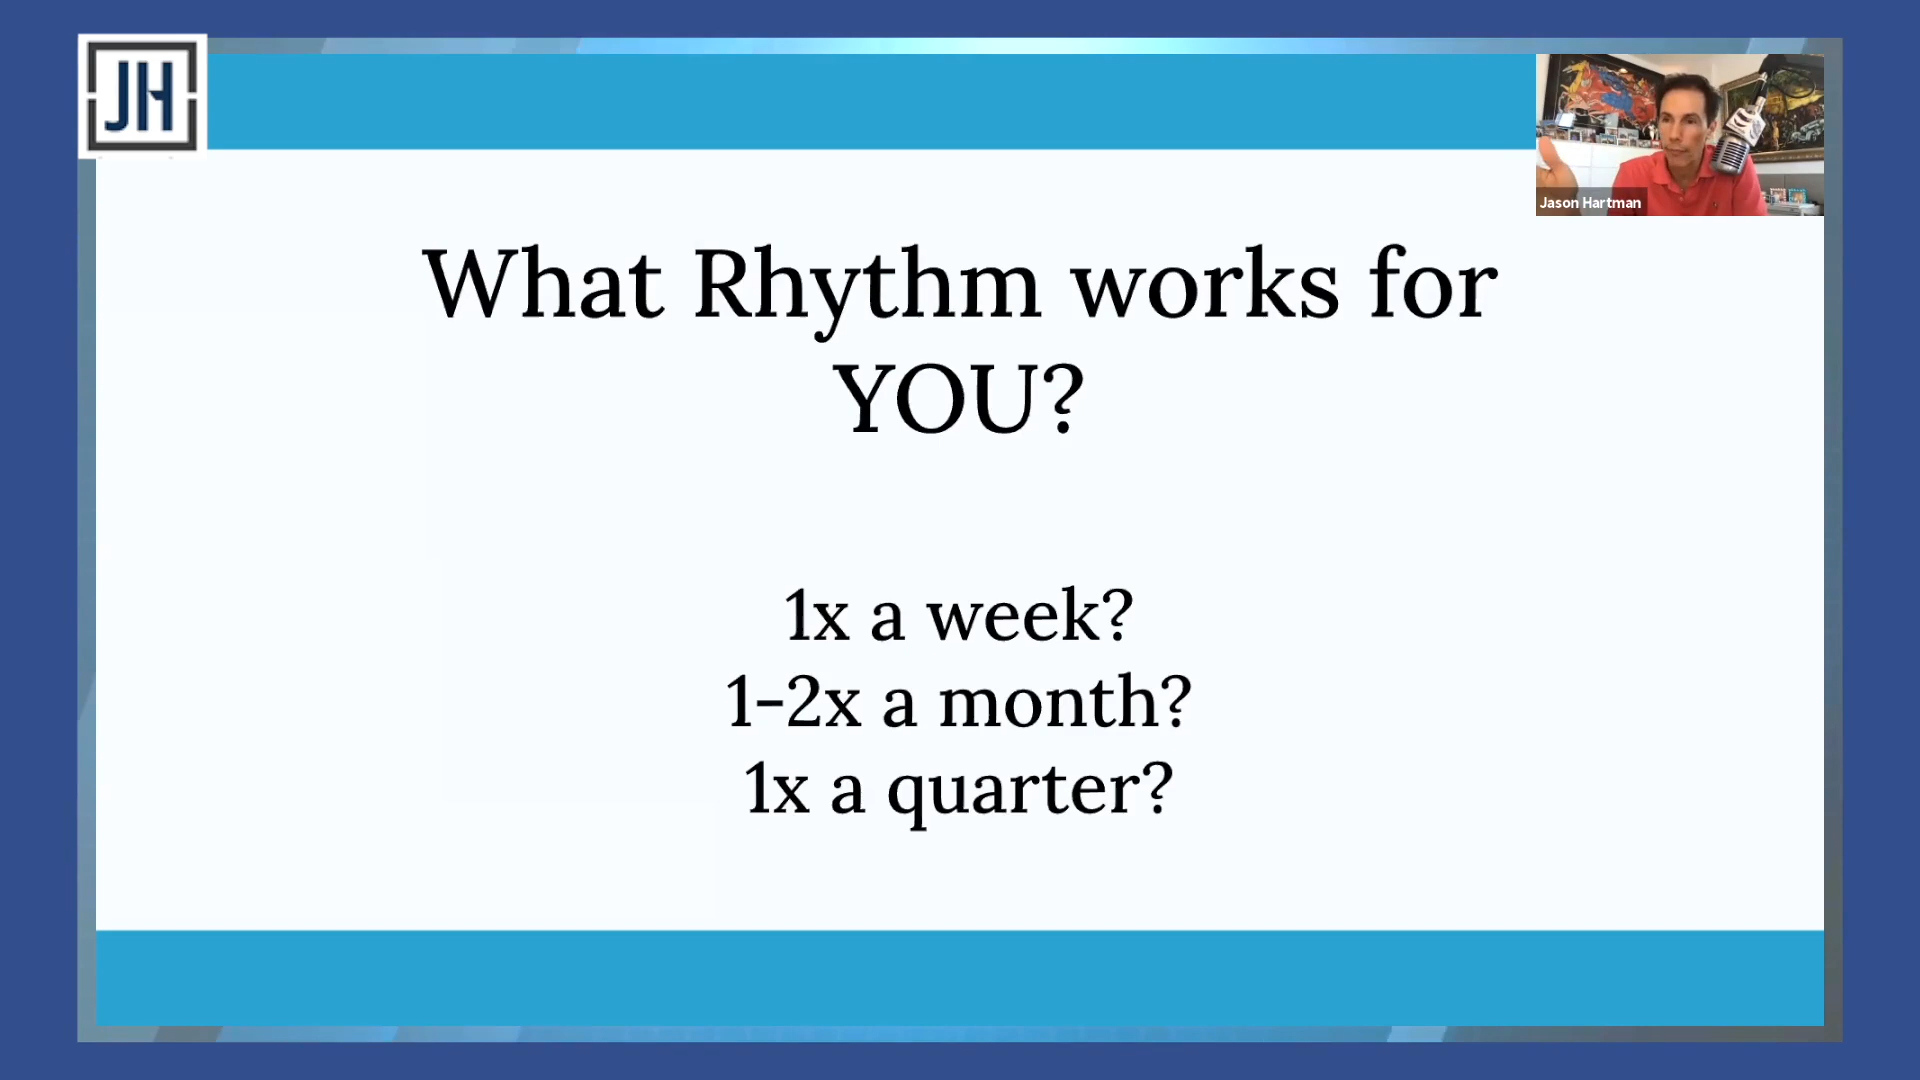 JH
Jason Hartman
What Rhythm works for
YOU?
1x a week?
1-2x a month?
1x a quarter?